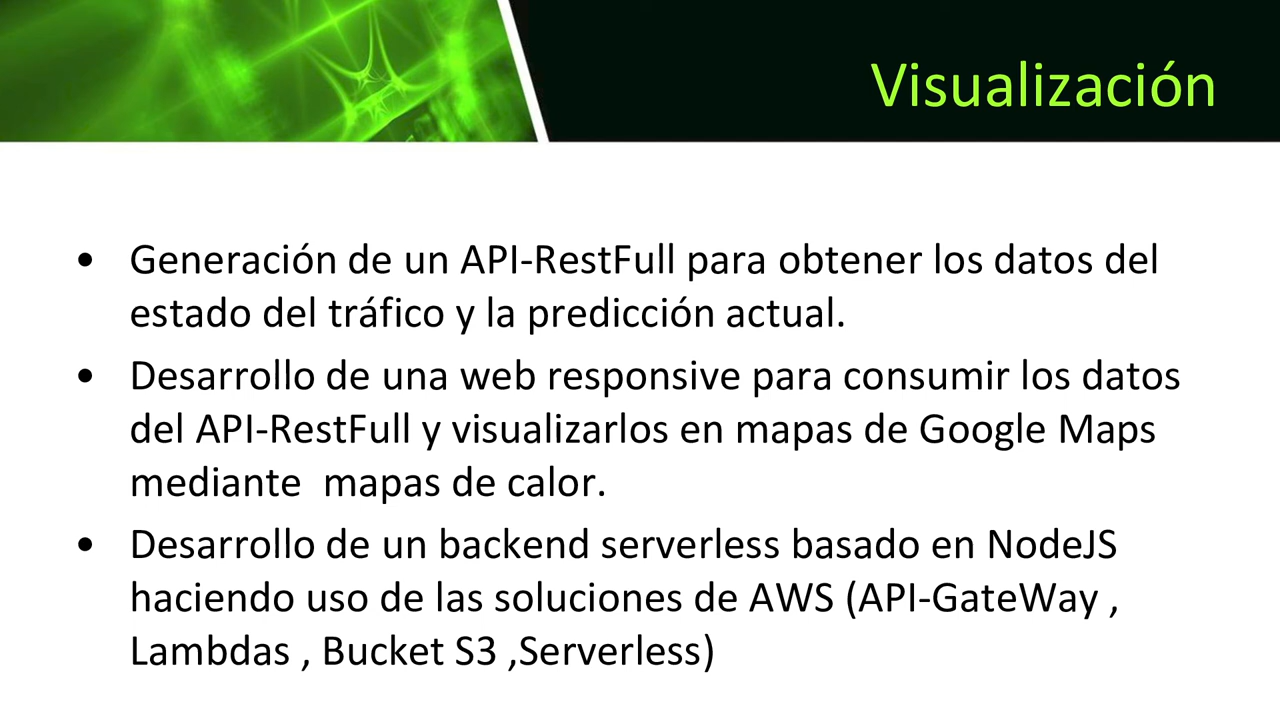 Visualización
• Generación de un API-RestFull para obtener los datos del
estado del tráfico y la predicción actual.
• Desarrollo de una web responsive para consumir los datos
del API-RestFull y visualizarlos en mapas de Google Maps
mediante  mapas de calor.
• Desarrollo de un backend serverless basado en NodeJS
haciendo uso de las soluciones de AWS (API-GateWay ,
Lambdas , Bucket S3 ,Serverless)